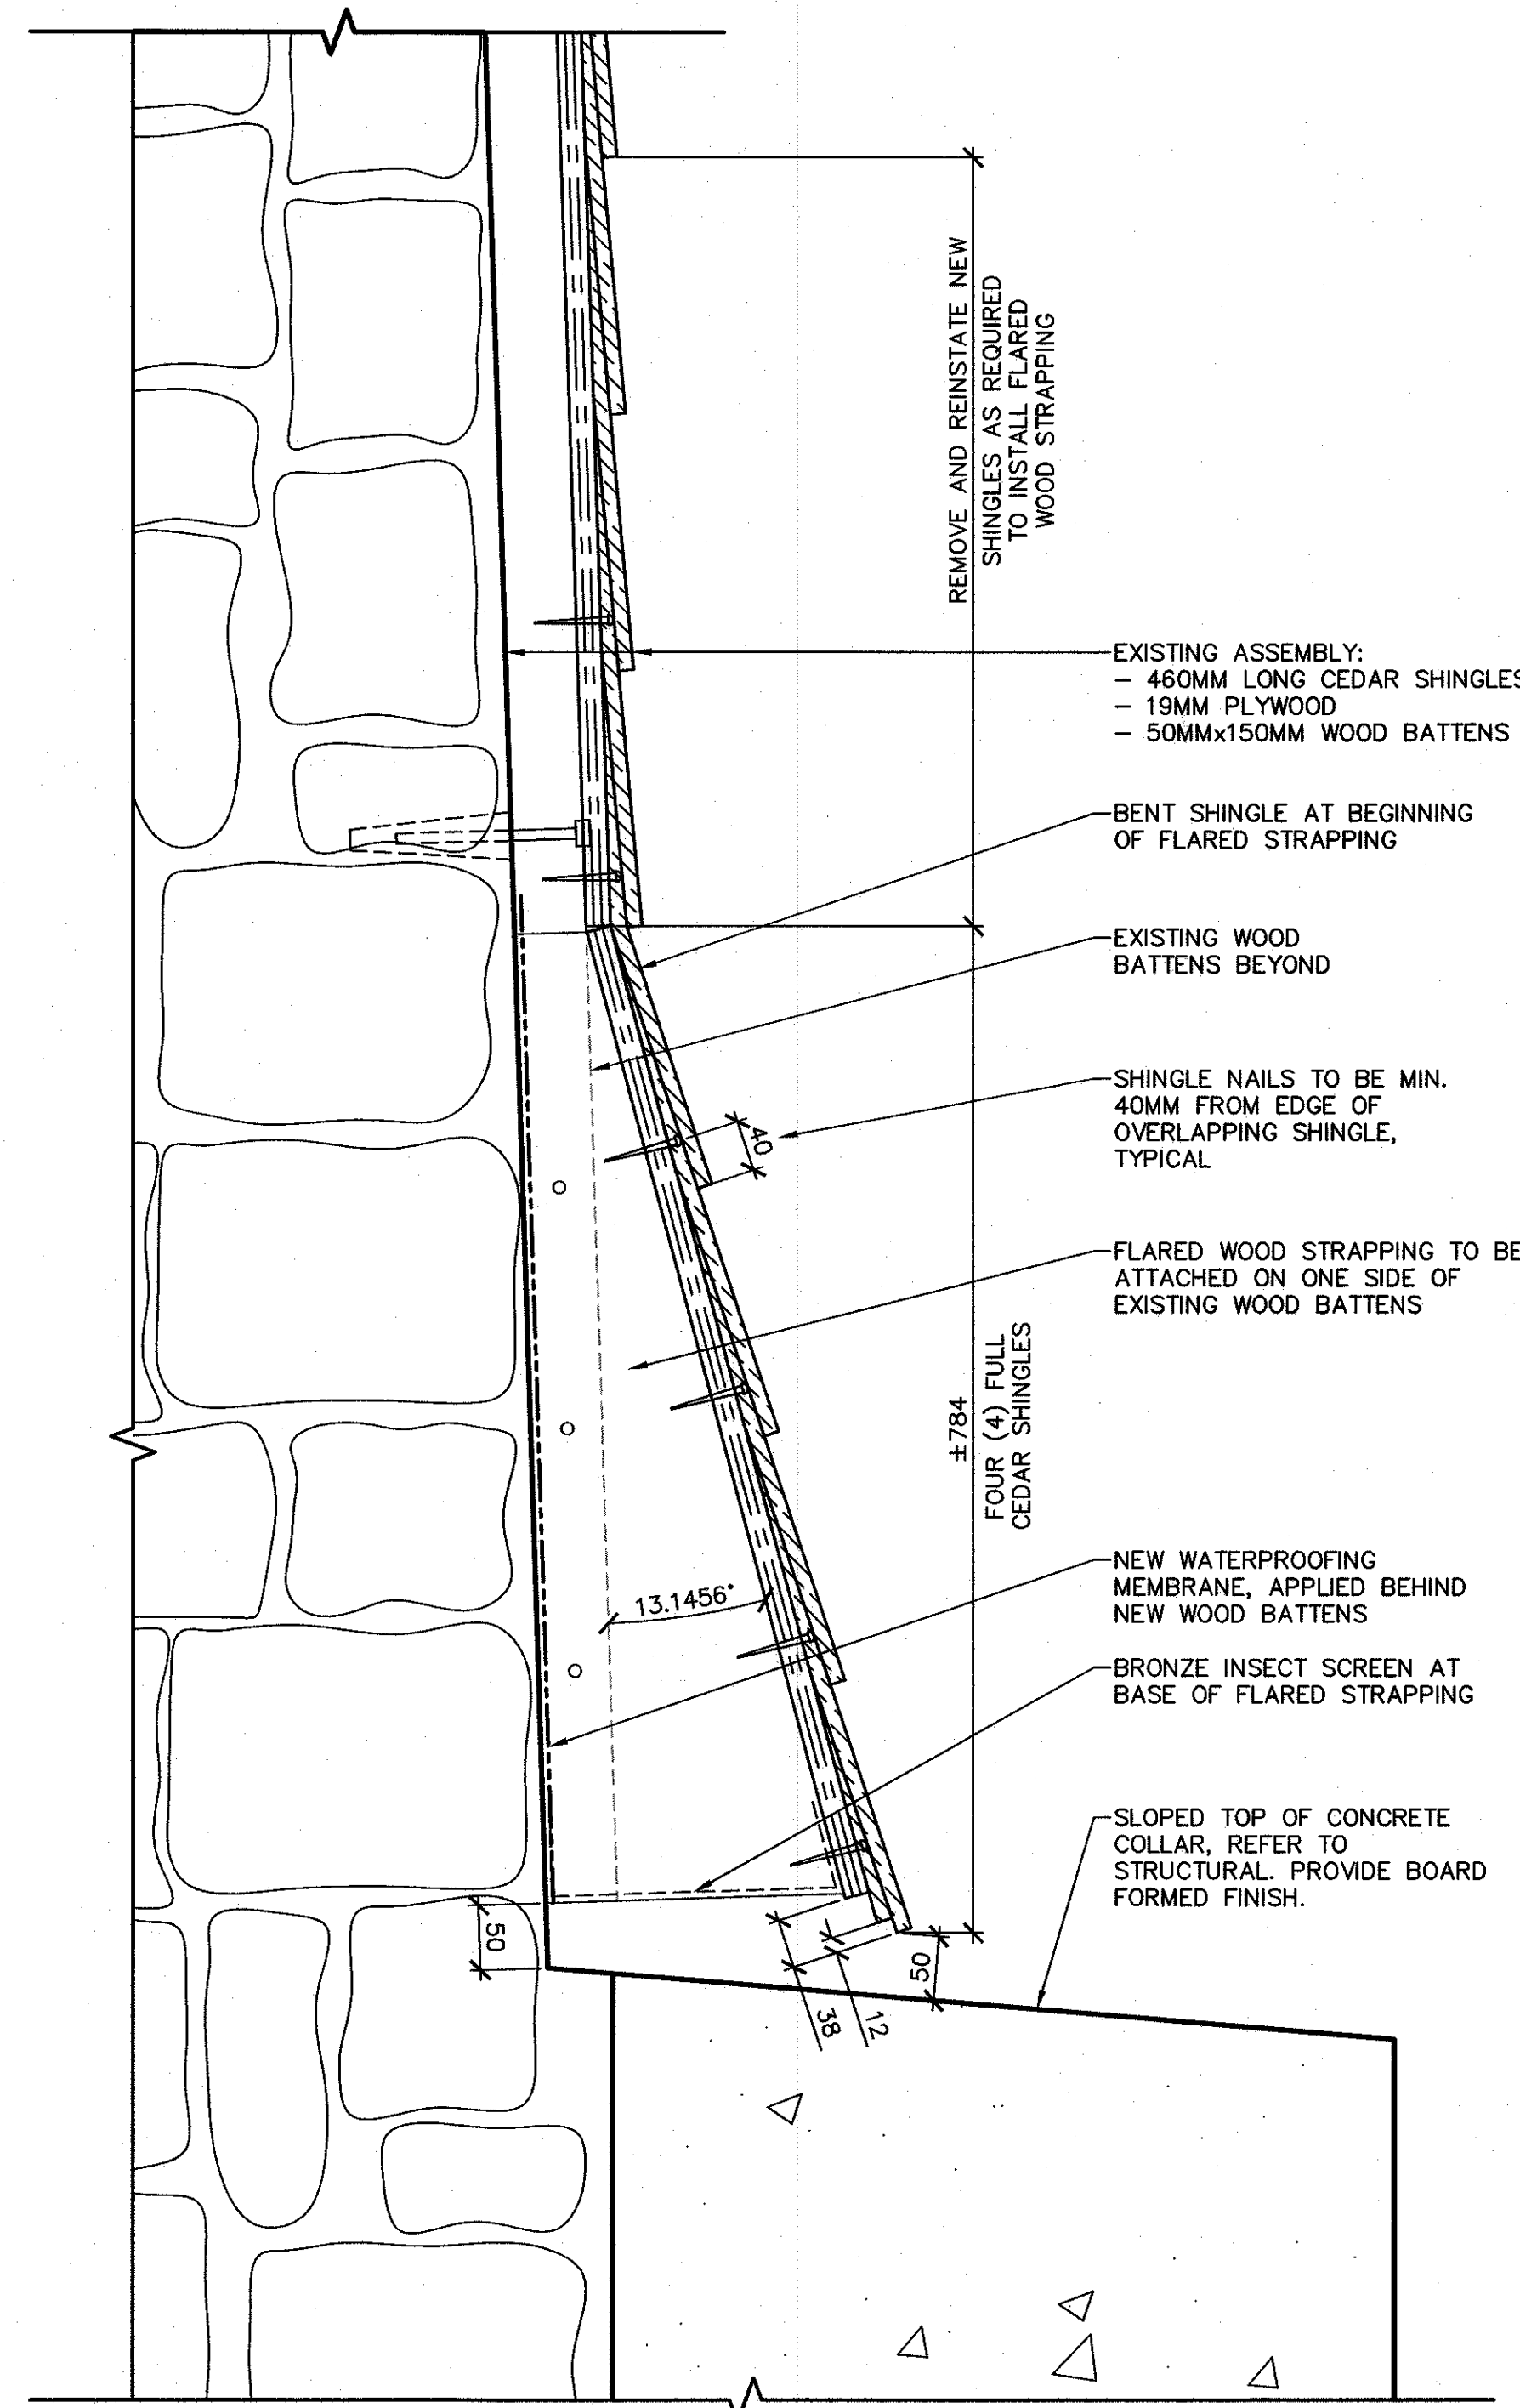 REMOVE AND REINSTATE NEW
SHINGLES AS REQUIRED
TO INSTALL FLARED
WOOD STRAPPING
EXISTING ASSEMBLY:
– 460MM LONG CEDAR SHINGLES
– 19MM PLYWOOD
– 50MMx150MM WOOD BATTENS
BENT SHINGLE AT BEGINNING
OF FLARED STRAPPING
EXISTING WOOD
BATTENS BEYOND
SHINGLE NAILS TO BE MIN.
40MM FROM EDGE OF
OVERLAPPING SHINGLE,
TYPICAL
40
FLARED WOOD STRAPPING TO BE
ATTACHED ON ONE SIDE OF
EXISTING WOOD BATTENS
±784
FOUR (4) FULL
CEDAR SHINGLES
NEW WATERPROOFING
MEMBRANE, APPLIED BEHIND
NEW WOOD BATTENS
13.1456°
BRONZE INSECT SCREEN AT
BASE OF FLARED STRAPPING
SLOPED TOP OF CONCRETE
COLLAR, REFER TO
STRUCTURAL. PROVIDE BOARD
FORMED FINISH.
50
50
12
38